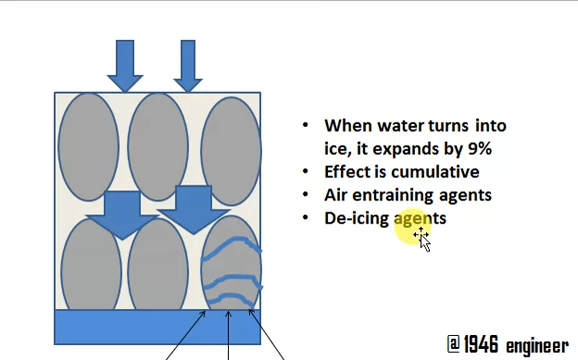 • When water turns into
ice, it expands by 9%
• Effect is cumulative
• Air entraining agents
• De-icing agents
@ 1946 engineer